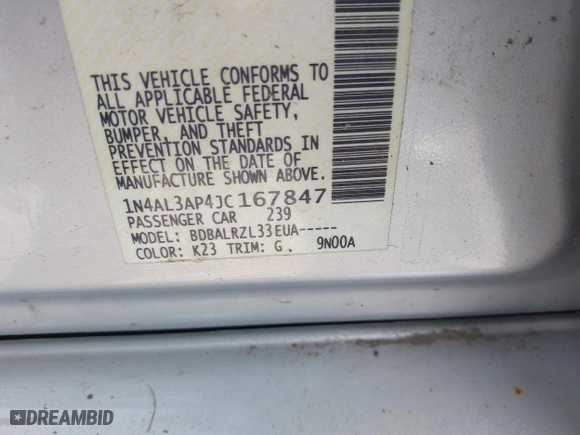 THIS VEHICLE CONFORMS TO
ALL APPLICABLE FEDERAL
MOTOR VEHICLE SAFETY,
BUMPER, AND THEFT
PREVENTION STANDARDS IN
EFFECT ON THE DATE OF
MANUFACTURE SHOWN ABOVE.
1N4AL3AP4JC167847
PASSENGER CAR 239
MODEL: BDBALRZL33EUA-----
COLOR: K23 TRIM: G. 9N00A
DREAMBID